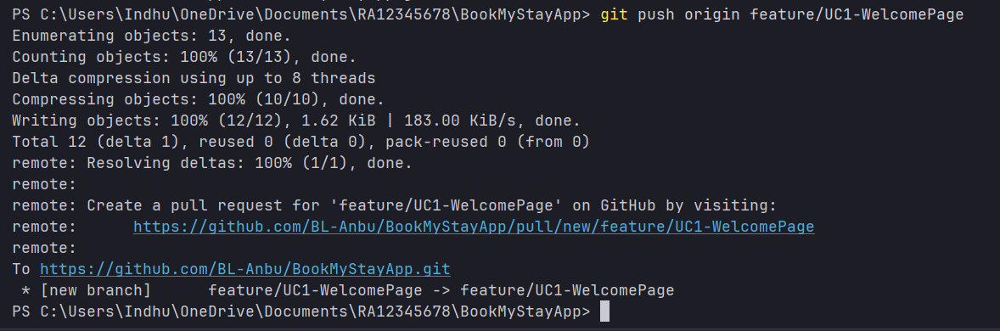 PS C:\Users\Indhu\OneDrive\Documents\RA12345678\BookMyStayApp> git push origin feature/UC1-WelcomePage
Enumerating objects: 13, done.
Counting objects: 100% (13/13), done.
Delta compression using up to 8 threads
Compressing objects: 100% (10/10), done.
Writing objects: 100% (12/12), 1.62 KiB | 183.00 KiB/s, done.
Total 12 (delta 1), reused 0 (delta 0), pack-reused 0 (from 0)
remote: Resolving deltas: 100% (1/1), done.
remote:
remote: Create a pull request for 'feature/UC1-WelcomePage' on GitHub by visiting:
remote:      https://github.com/BL-Anbu/BookMyStayApp/pull/new/feature/UC1-WelcomePage
remote:
To https://github.com/BL-Anbu/BookMyStayApp.git
 * [new branch]      feature/UC1-WelcomePage -> feature/UC1-WelcomePage
PS C:\Users\Indhu\OneDrive\Documents\RA12345678\BookMyStayApp>